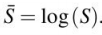 S̄ = log (S).